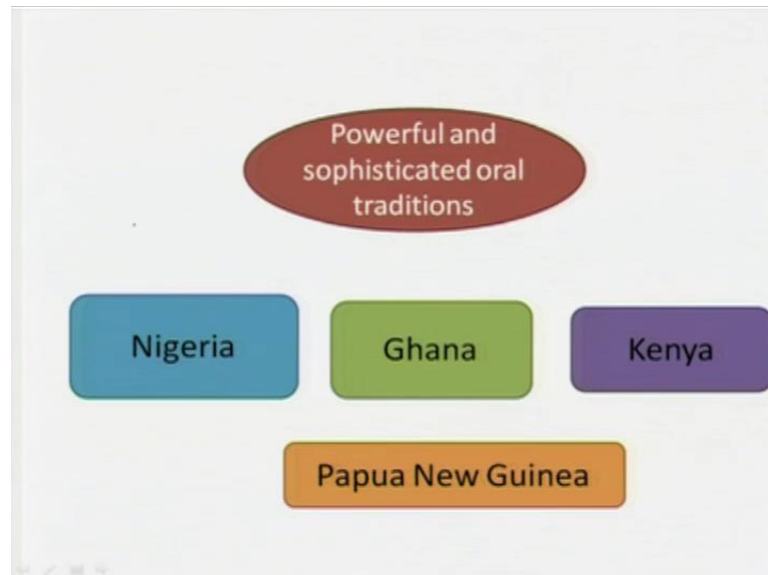 Powerful and
sophisticated oral
traditions
Nigeria
Ghana
Kenya
Papua New Guinea